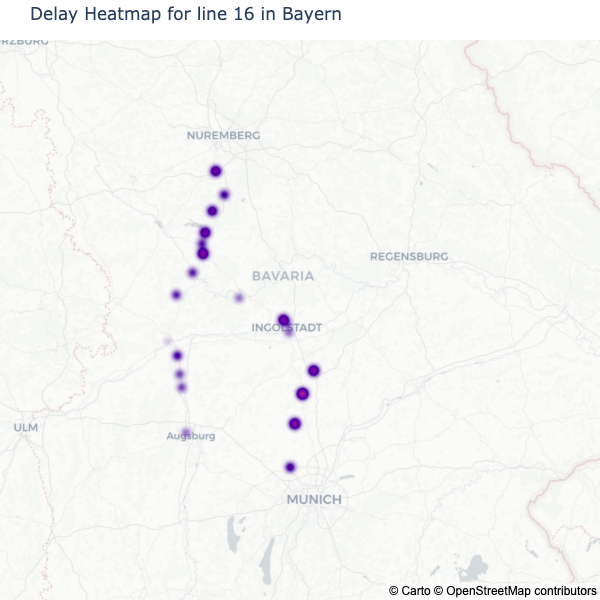 Delay Heatmap for line 16 in Bayern
RZBURG
NUREMBERG
REGENSBURG
BAVARIA
INGOLSTADT
ULM
Augsburg
MUNICH
© Carto © OpenStreetMap contributors